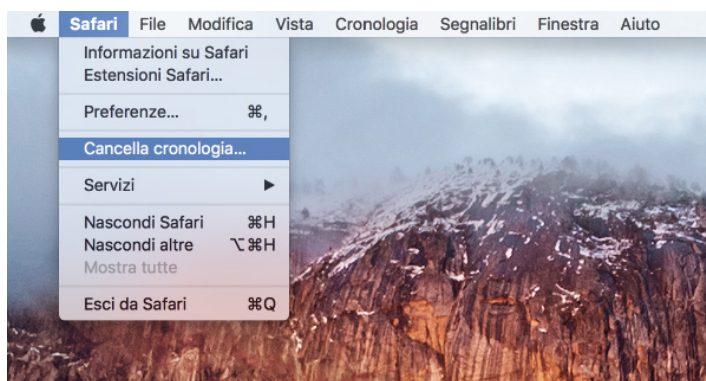 Safari File Modifica Vista Cronologia Segnalibri Finestra Aiuto
Informazioni su Safari
Estensioni Safari...
Preferenze... ⌘,
Cancella cronologia...
Servizi ▶
Nascondi Safari ⌘H
Nascondi altre ⌥⌘H
Mostra tutte
Esci da Safari ⌘Q